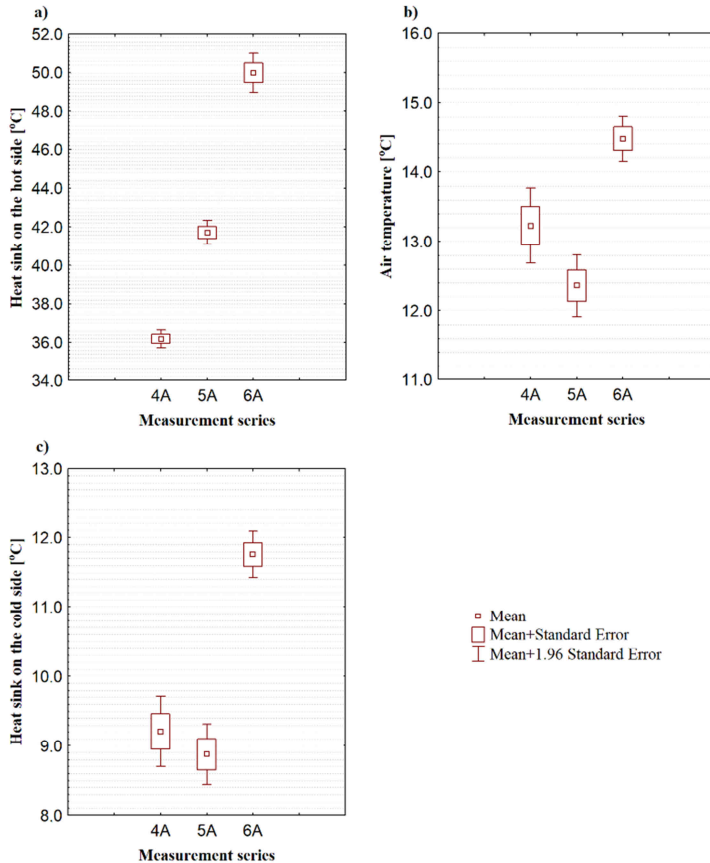 a)
Heat sink on the hot side [°C]
52.0
50.0
48.0
46.0
44.0
42.0
40.0
38.0
36.0
34.0
4A 5A 6A
Measurement series
b)
Air temperature [°C]
16.0
15.0
14.0
13.0
12.0
11.0
4A 5A 6A
Measurement series
c)
Heat sink on the cold side [°C]
13.0
12.0
11.0
10.0
9.0
8.0
4A 5A 6A
Measurement series
Mean
Mean+Standard Error
Mean+1.96 Standard Error